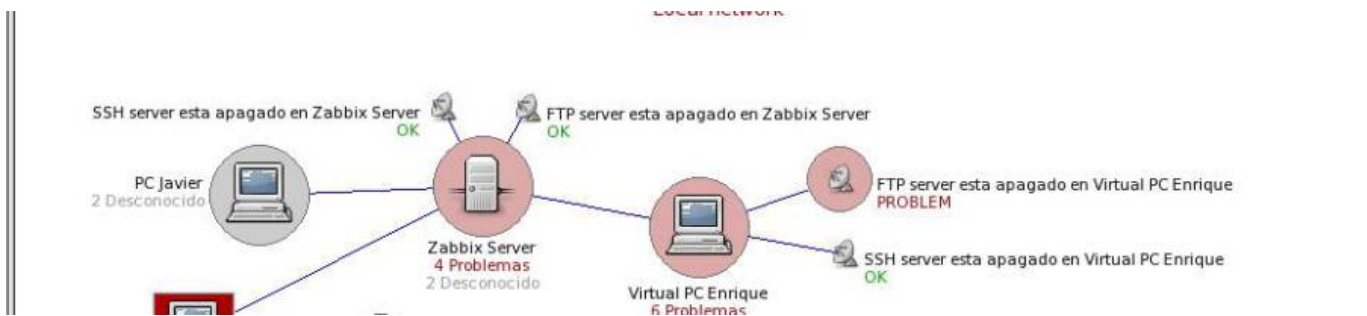 Local network
SSH server esta apagado en Zabbix Server
OK
FTP server esta apagado en Zabbix Server
OK
PC Javier
2 Desconocido
FTP server esta apagado en Virtual PC Enrique
PROBLEM
Zabbix Server
4 Problemas
2 Desconocido
SSH server esta apagado en Virtual PC Enrique
OK
Virtual PC Enrique
6 Problemas